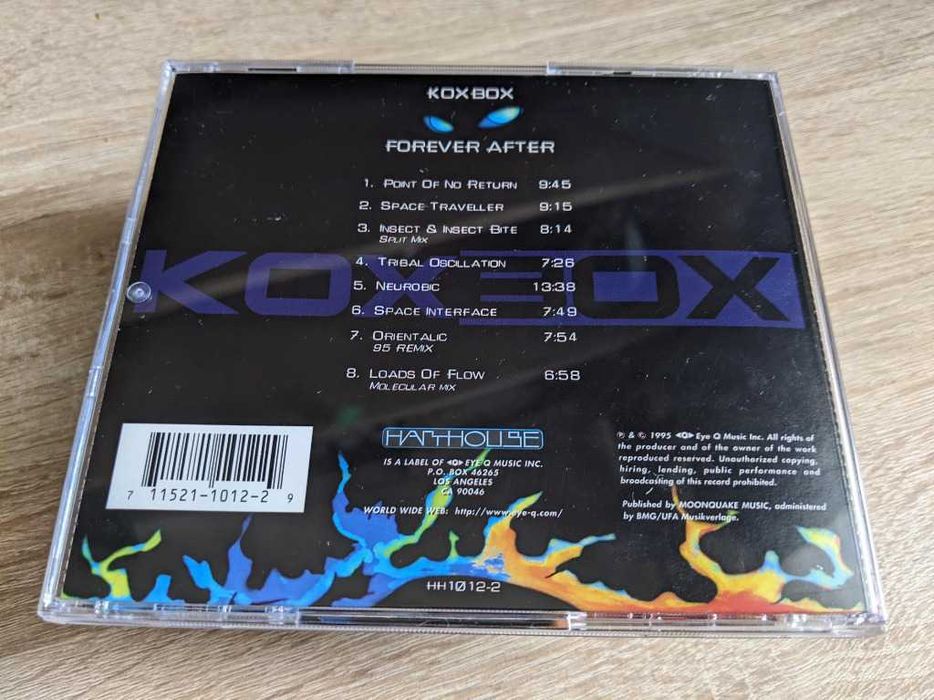 KOXBOX
FOREVER AFTER
1. POINT OF NO RETURN 9:45
2. SPACE TRAVELLER 9:15
3. INSECT & INSECT BITE 8:14
SPLIT MIX
4. TRIBAL OSCILLATION 7:26
5. NEUROBIC 13:38
6. SPACE INTERFACE 7:49
7. ORIENTALIC 7:54
95 REMIX
8. LOADS OF FLOW 6:58
MOLECULAR MIX
KOXBOX
HARTHOUSE
IS A LABEL OF <Q> EYE Q MUSIC INC.
P.O. BOX 46265
LOS ANGELES
CA 90046
WORLD WIDE WEB: http://www.eye-q.com/
HH1012-2
7 11521-1012-2 9
℗ & © 1995 <Q> Eye Q Music Inc. All rights of
the producer and of the owner of the work
reproduced reserved. Unauthorized copying,
hiring, lending, public performance and
broadcasting of this record prohibited.
Published by MOONQUAKE MUSIC, administered
by BMG/UFA Musikverlage.